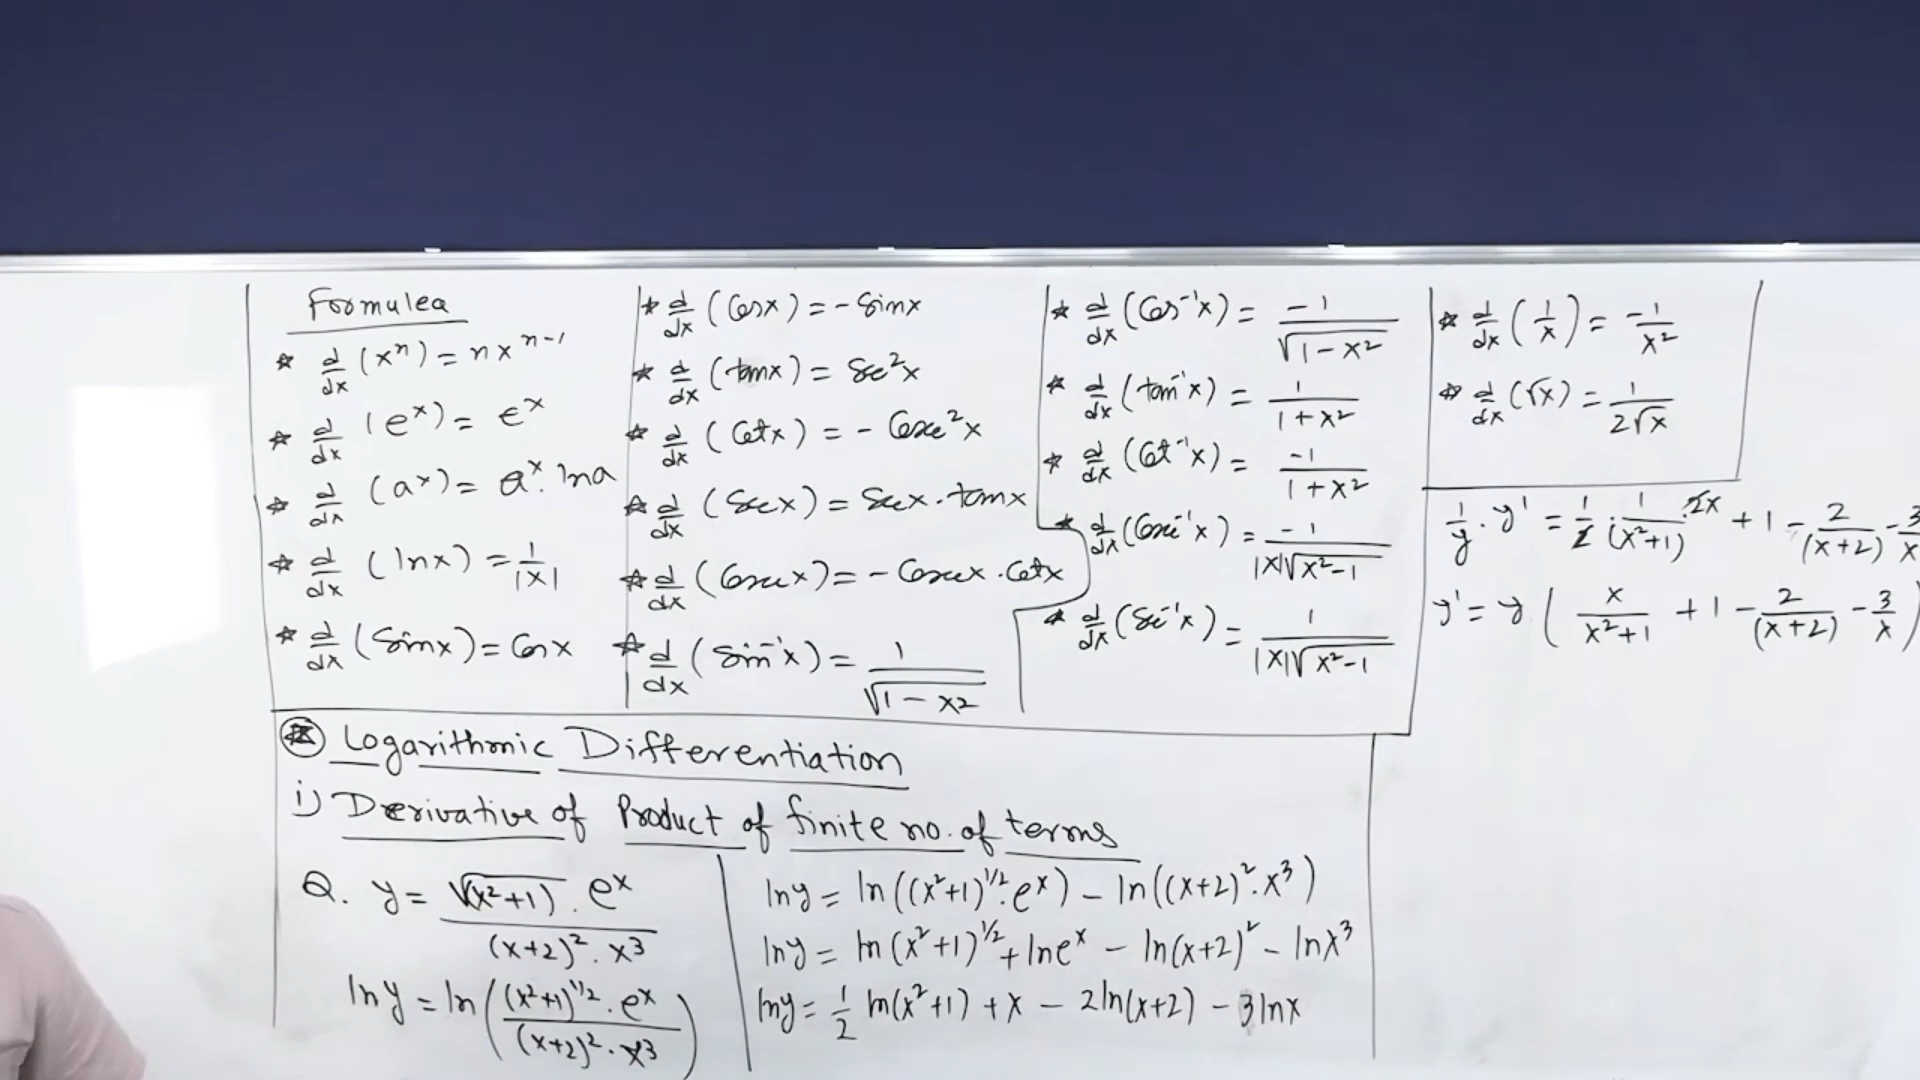 Formulea
* d/dx (xⁿ) = nxⁿ⁻¹
* d/dx (eˣ) = eˣ
* d/dx (aˣ) = aˣ. lna
* d/dx (lnx) = 1/|x|
* d/dx (Sinx) = Cosx
* d/dx (Cosx) = -Sinx
* d/dx (tanx) = Sec²x
* d/dx (Cotx) = - Cosec²x
* d/dx (Secx) = Secx.tanx
* d/dx (Cosecx) = - Cosecx.Cotx
* d/dx (Sin⁻¹x) = 1/√(1-x²)
* d/dx (Cos⁻¹x) = -1/√(1-x²)
* d/dx (tan⁻¹x) = 1/(1+x²)
* d/dx (Cot⁻¹x) = -1/(1+x²)
* d/dx (Cosec⁻¹x) = -1/(|x|√(x²-1))
* d/dx (Sec⁻¹x) = 1/(|x|√(x²-1))
* d/dx (1/x) = -1/x²
* d/dx (√x) = 1/(2√x)
Logarithmic Differentiation
i) Derivative of Product of finite no. of terms
Q. y = √(x²+1) . eˣ / (x+2)² . x³
ln y = ln ((x²+1)^1/2 . eˣ / (x+2)² . x³)
ln y = ln((x²+1)^1/2 . eˣ) - ln((x+2)² . x³)
ln y = ln(x²+1)^1/2 + lneˣ - ln(x+2)² - lnx³
ln y = 1/2 ln(x²+1) + x - 2ln(x+2) - 3lnx
1/y . y' = 1/2 . 1/(x²+1) . 2x + 1 - 2/(x+2) - 3/x
y' = y ( x/(x²+1) + 1 - 2/(x+2) - 3/x )